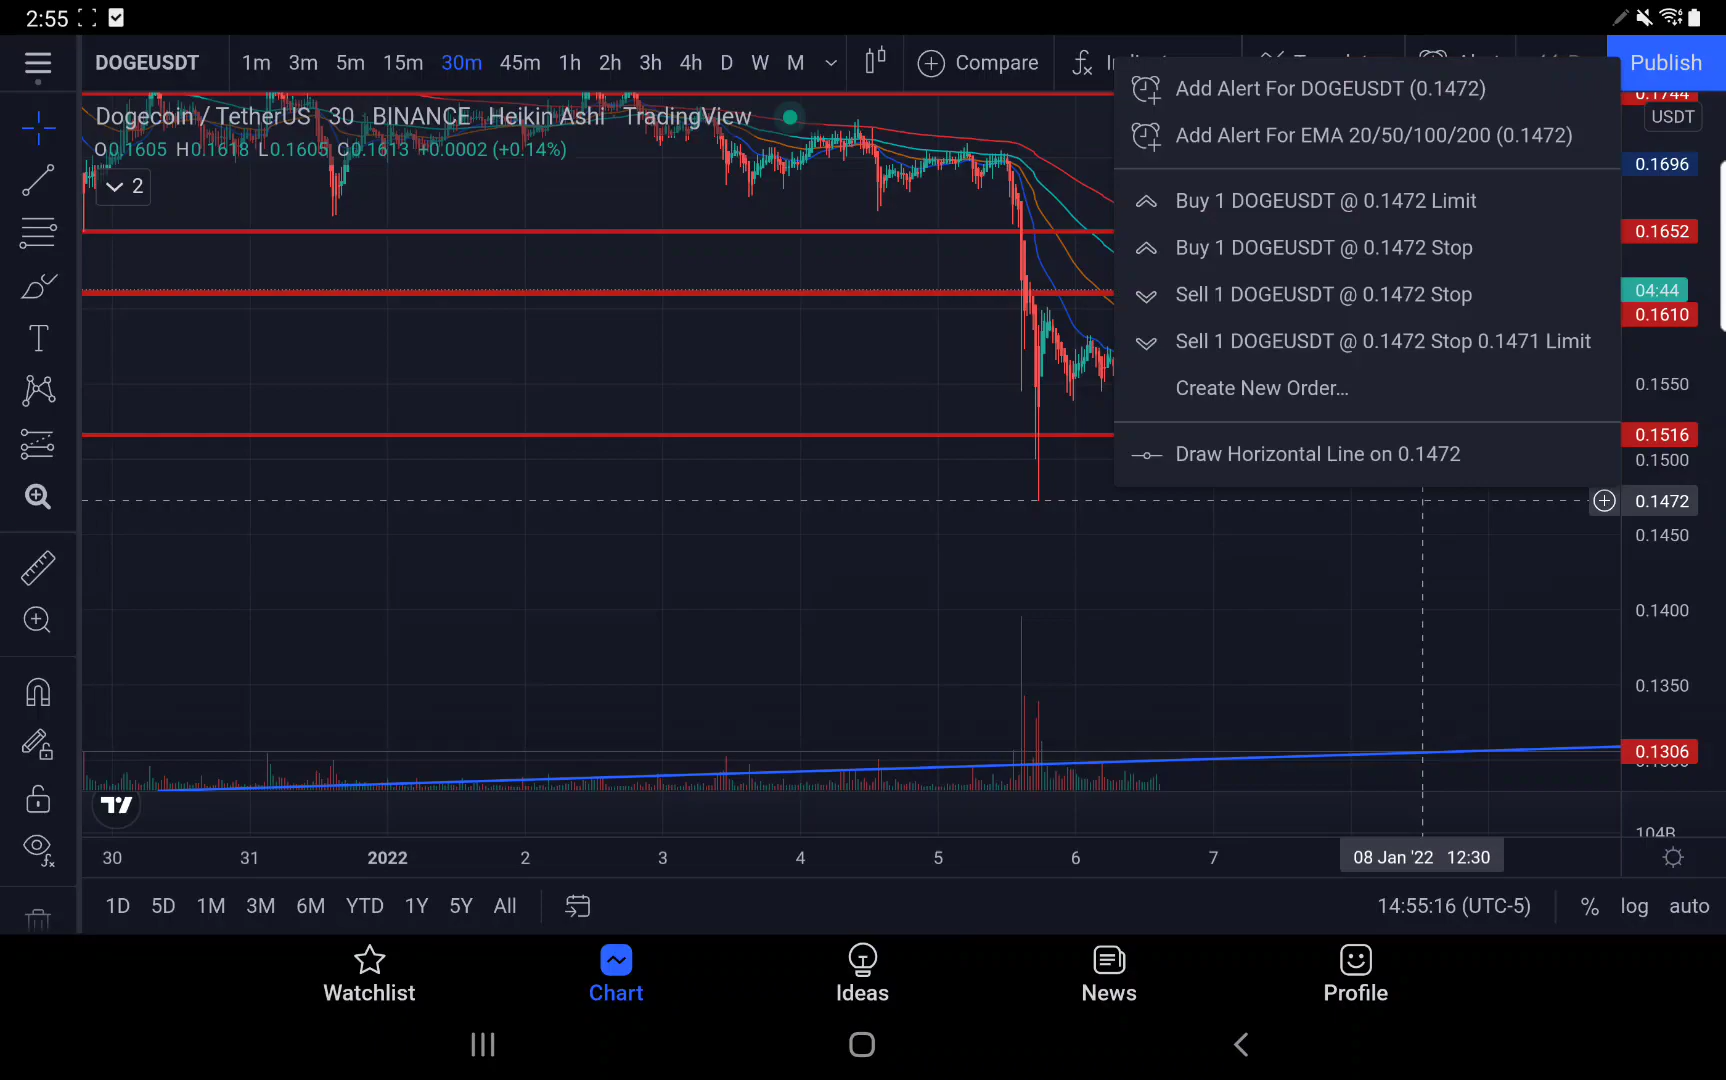 2:55
DOGEUSDT 1m 3m 5m 15m 30m 45m 1h 2h 3h 4h D W M Compare Publish
Dogecoin / TetherUS 30 BINANCE Heikin Ashi TradingView
O0.1605 H0.1618 L0.1605 C0.1613 +0.0002 (+0.14%)
2
Add Alert For DOGEUSDT (0.1472)
Add Alert For EMA 20/50/100/200 (0.1472)
Buy 1 DOGEUSDT @ 0.1472 Limit
Buy 1 DOGEUSDT @ 0.1472 Stop
Sell 1 DOGEUSDT @ 0.1472 Stop
Sell 1 DOGEUSDT @ 0.1472 Stop 0.1471 Limit
Create New Order...
Draw Horizontal Line on 0.1472
0.1744
USDT
0.1696
0.1652
04:44
0.1610
0.1550
0.1516
0.1500
0.1472
0.1450
0.1400
0.1350
0.1306
104B
30 31 2022 2 3 4 5 6 7 08 Jan '22 12:30
1D 5D 1M 3M 6M YTD 1Y 5Y All 14:55:16 (UTC-5) % log auto
Watchlist Chart Ideas News Profile